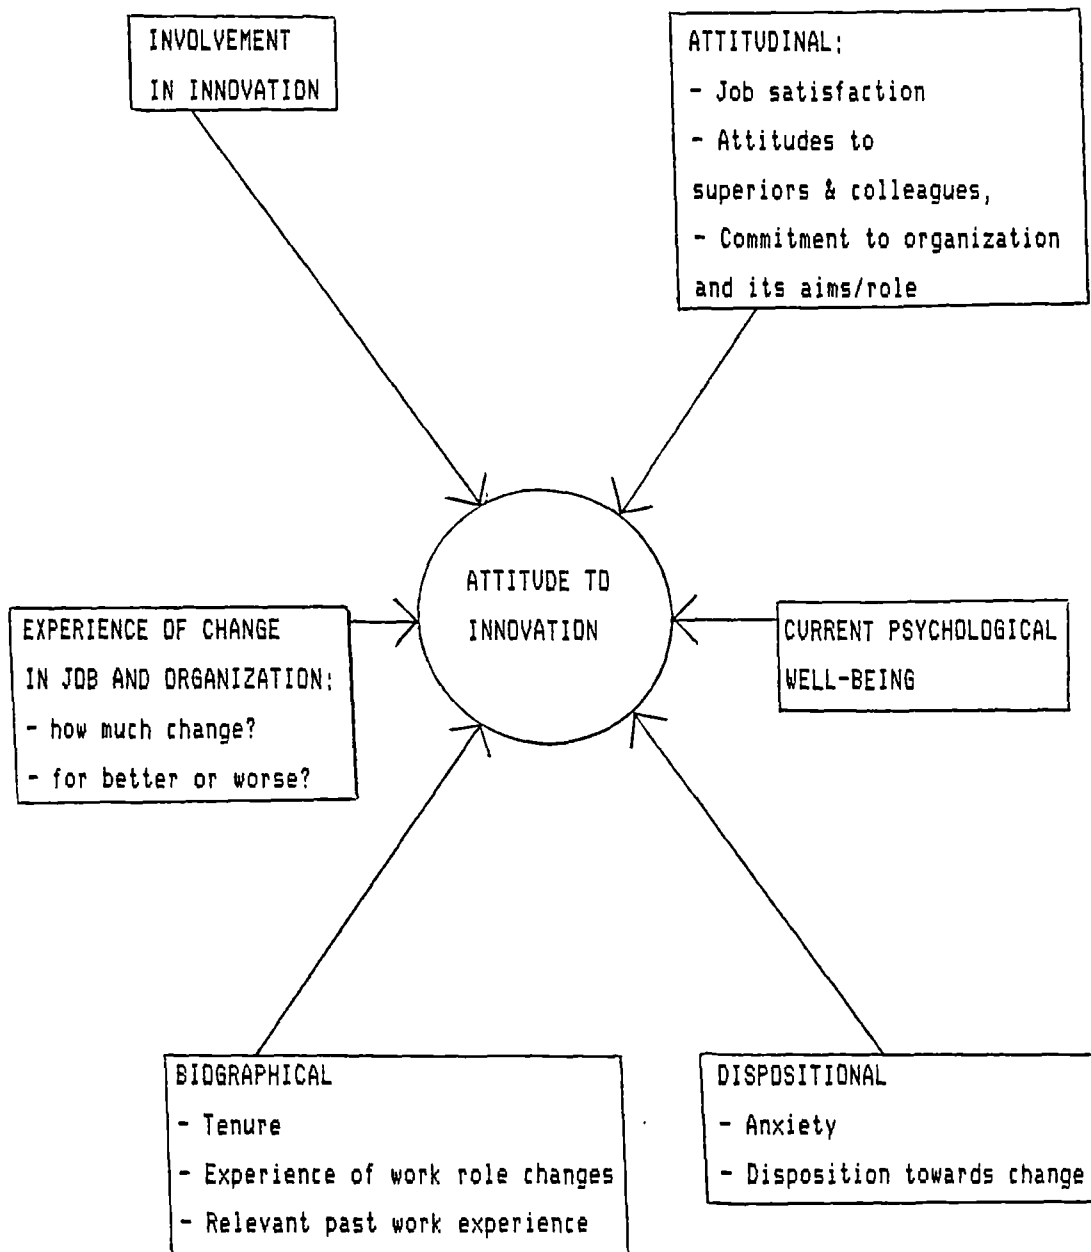 INVOLVEMENT
IN INNOVATION
ATTITUDINAL:
- Job satisfaction
- Attitudes to
superiors & colleagues,
- Commitment to organization
and its aims/role
ATTITUDE TO
INNOVATION
EXPERIENCE OF CHANGE
IN JOB AND ORGANIZATION:
- how much change?
- for better or worse?
CURRENT PSYCHOLOGICAL
WELL-BEING
BIOGRAPHICAL
- Tenure
- Experience of work role changes
- Relevant past work experience
DISPOSITIONAL
- Anxiety
- Disposition towards change